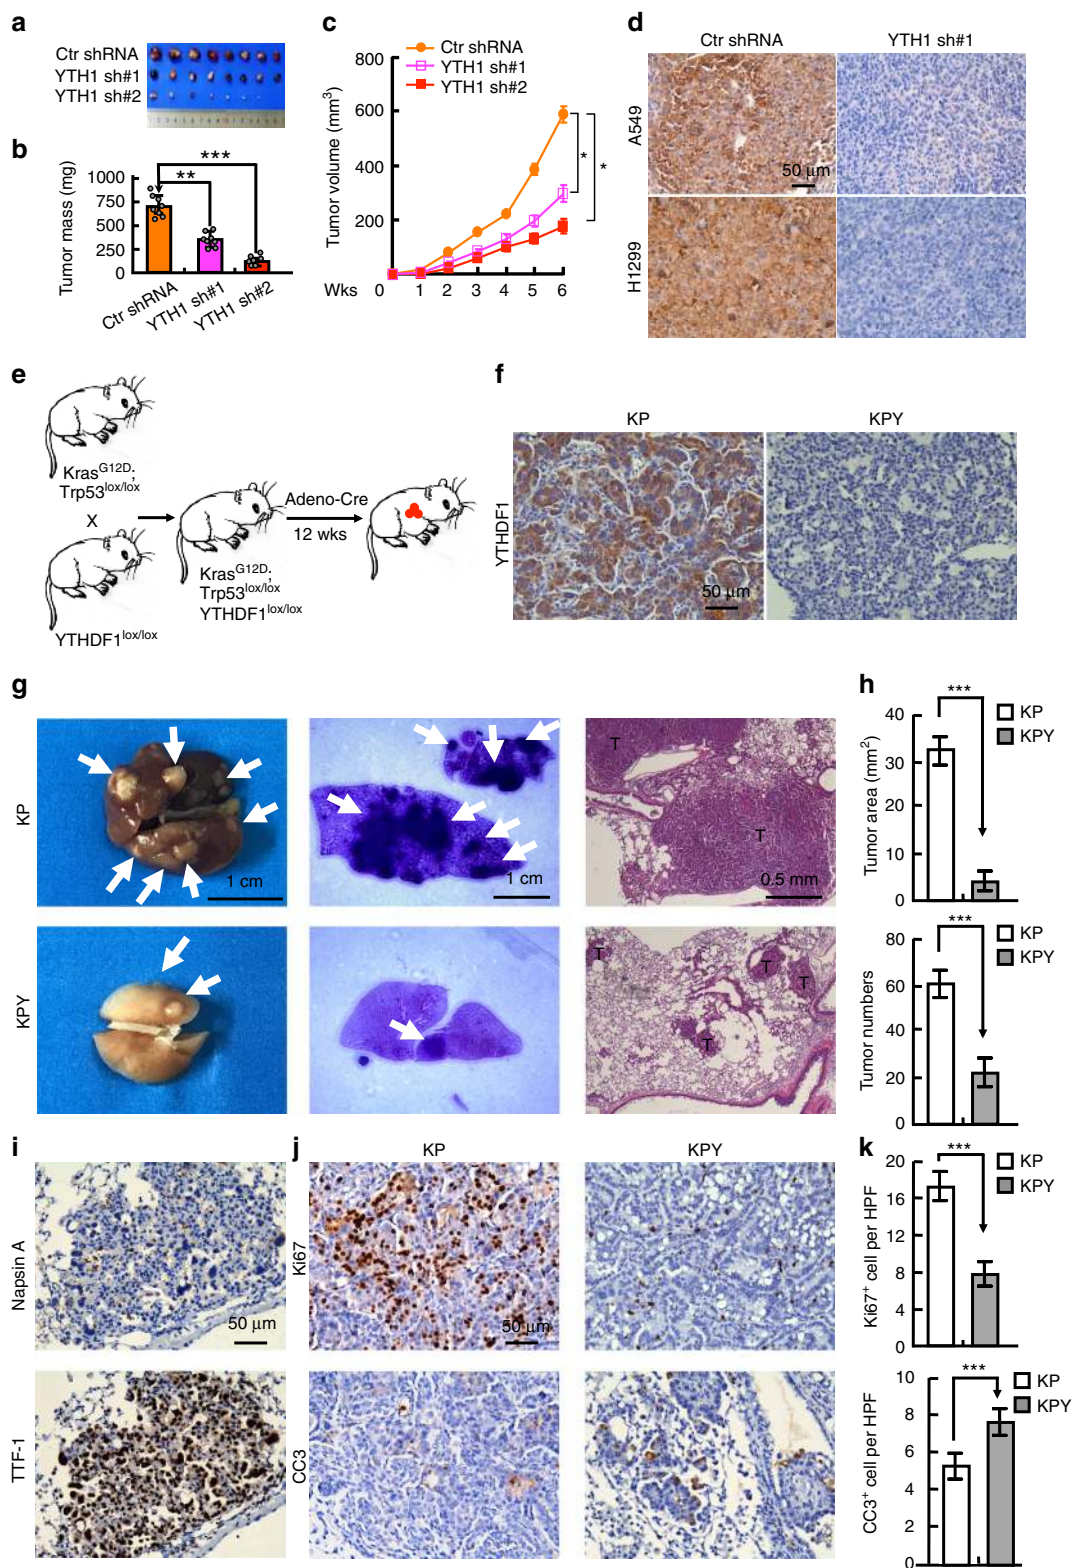 a
Ctr shRNA
YTH1 sh#1
YTH1 sh#2
b
***
**
Tumor mass (mg)
1000
750
500
250
0
Ctr shRNA
YTH1 sh#1
YTH1 sh#2
c
Ctr shRNA
YTH1 sh#1
YTH1 sh#2
Tumor volume (mm3)
800
600
400
200
*
*
Wks
0 1 2 3 4 5 6
d
Ctr shRNA
YTH1 sh#1
A549
50 μm
H1299
e
KrasG12D;
Trp53lox/lox
X
YTHDF1lox/lox
KrasG12D;
Trp53lox/lox
YTHDF1lox/lox
Adeno-Cre
12 wks
f
KP
KPY
YTHDF1
50 μm
g
KP
1 cm
1 cm
T
T
0.5 mm
KPY
T
T
T
T
h
***
KP
KPY
Tumor area (mm2)
40
30
20
10
0
***
KP
KPY
Tumor numbers
80
60
40
20
0
i
Napsin A
50 μm
TTF-1
j
KP
KPY
Ki67
50 μm
CC3
k
***
KP
KPY
Ki67+ cell per HPF
20
16
12
8
4
0
***
KP
KPY
CC3+ cell per HPF
10
8
6
4
2
0